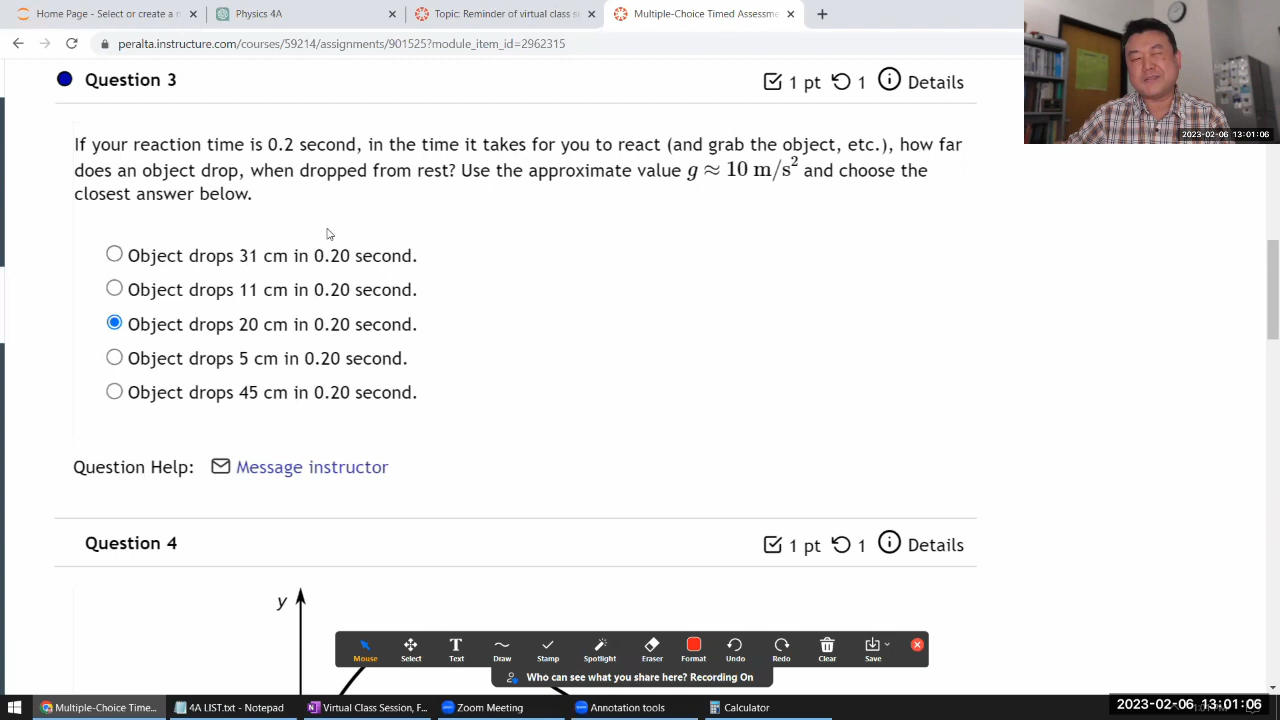 Home Page - Select or create a n
Physics 4A
Topic: Reminder of virtual class s
Multiple-Choice Timed Assessme
peralta.instructure.com/courses/59214/assignments/901525?module_item_id=2962315
2023-02-06 13:01:06
Question 3
1 pt 1 Details
If your reaction time is 0.2 second, in the time it takes for you to react (and grab the object, etc.), how far
does an object drop, when dropped from rest? Use the approximate value g ≈ 10 m/s² and choose the
closest answer below.
Object drops 31 cm in 0.20 second.
Object drops 11 cm in 0.20 second.
Object drops 20 cm in 0.20 second.
Object drops 5 cm in 0.20 second.
Object drops 45 cm in 0.20 second.
Question Help: Message instructor
Question 4
1 pt 1 Details
y
Mouse Select Text Draw Stamp Spotlight Eraser Format Undo Redo Clear Save
Who can see what you share here? Recording On
Multiple-Choice Time...
4A LIST.txt - Notepad
Virtual Class Session, F...
Zoom Meeting
Annotation tools
Calculator
2023-02-06 13:01:06